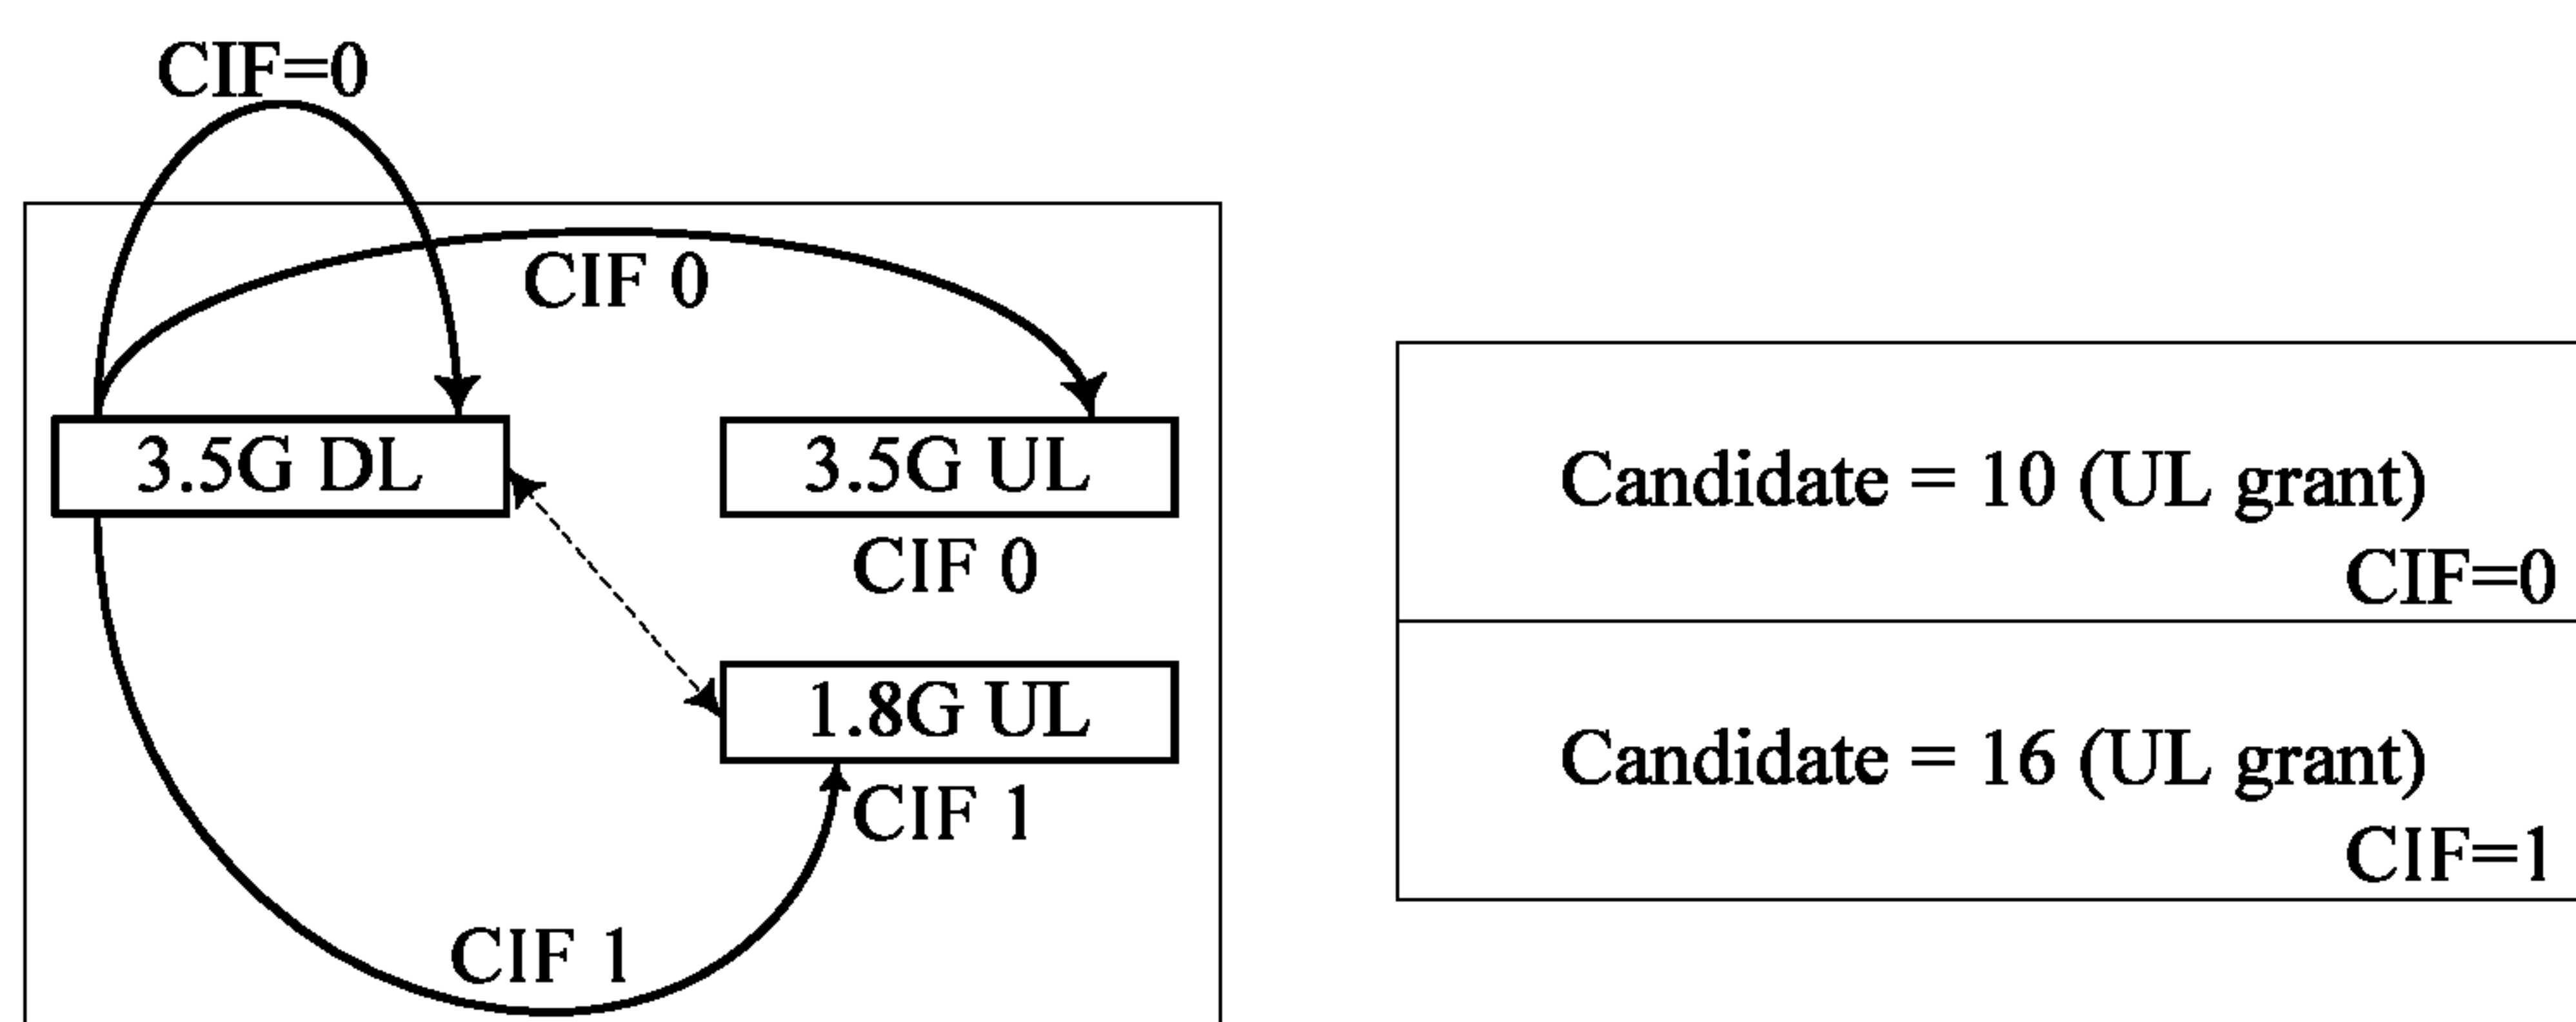 CIF=0
CIF 0
3.5G DL
3.5G UL
CIF 0
1.8G UL
CIF 1
CIF 1
Candidate = 10 (UL grant)
CIF=0
Candidate = 16 (UL grant)
CIF=1